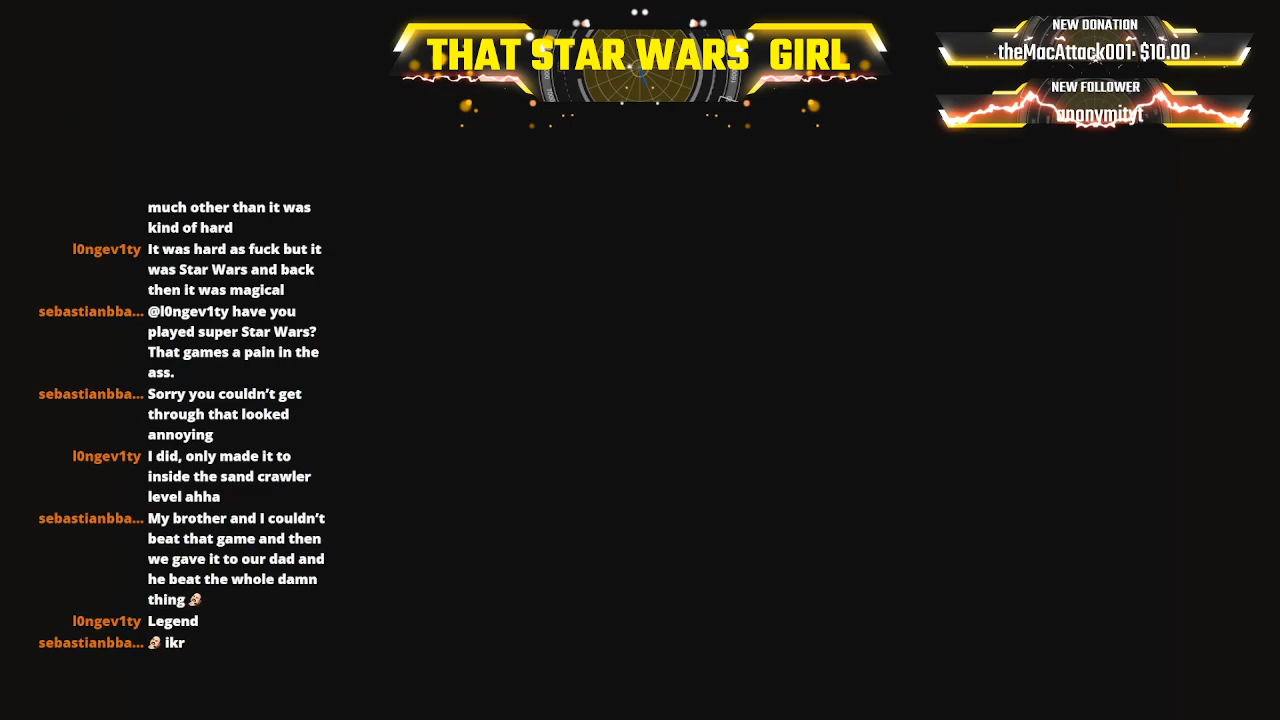 THAT STAR WARS GIRL
NEW DONATION
theMacAttack001: $10.00
NEW FOLLOWER
anonymityt
much other than it was
kind of hard
l0ngev1ty It was hard as fuck but it
was Star Wars and back
then it was magical
sebastianbba... @l0ngev1ty have you
played super Star Wars?
That games a pain in the
ass.
sebastianbba... Sorry you couldn’t get
through that looked
annoying
l0ngev1ty I did, only made it to
inside the sand crawler
level ahha
sebastianbba... My brother and I couldn’t
beat that game and then
we gave it to our dad and
he beat the whole damn
thing
l0ngev1ty Legend
sebastianbba... ikr